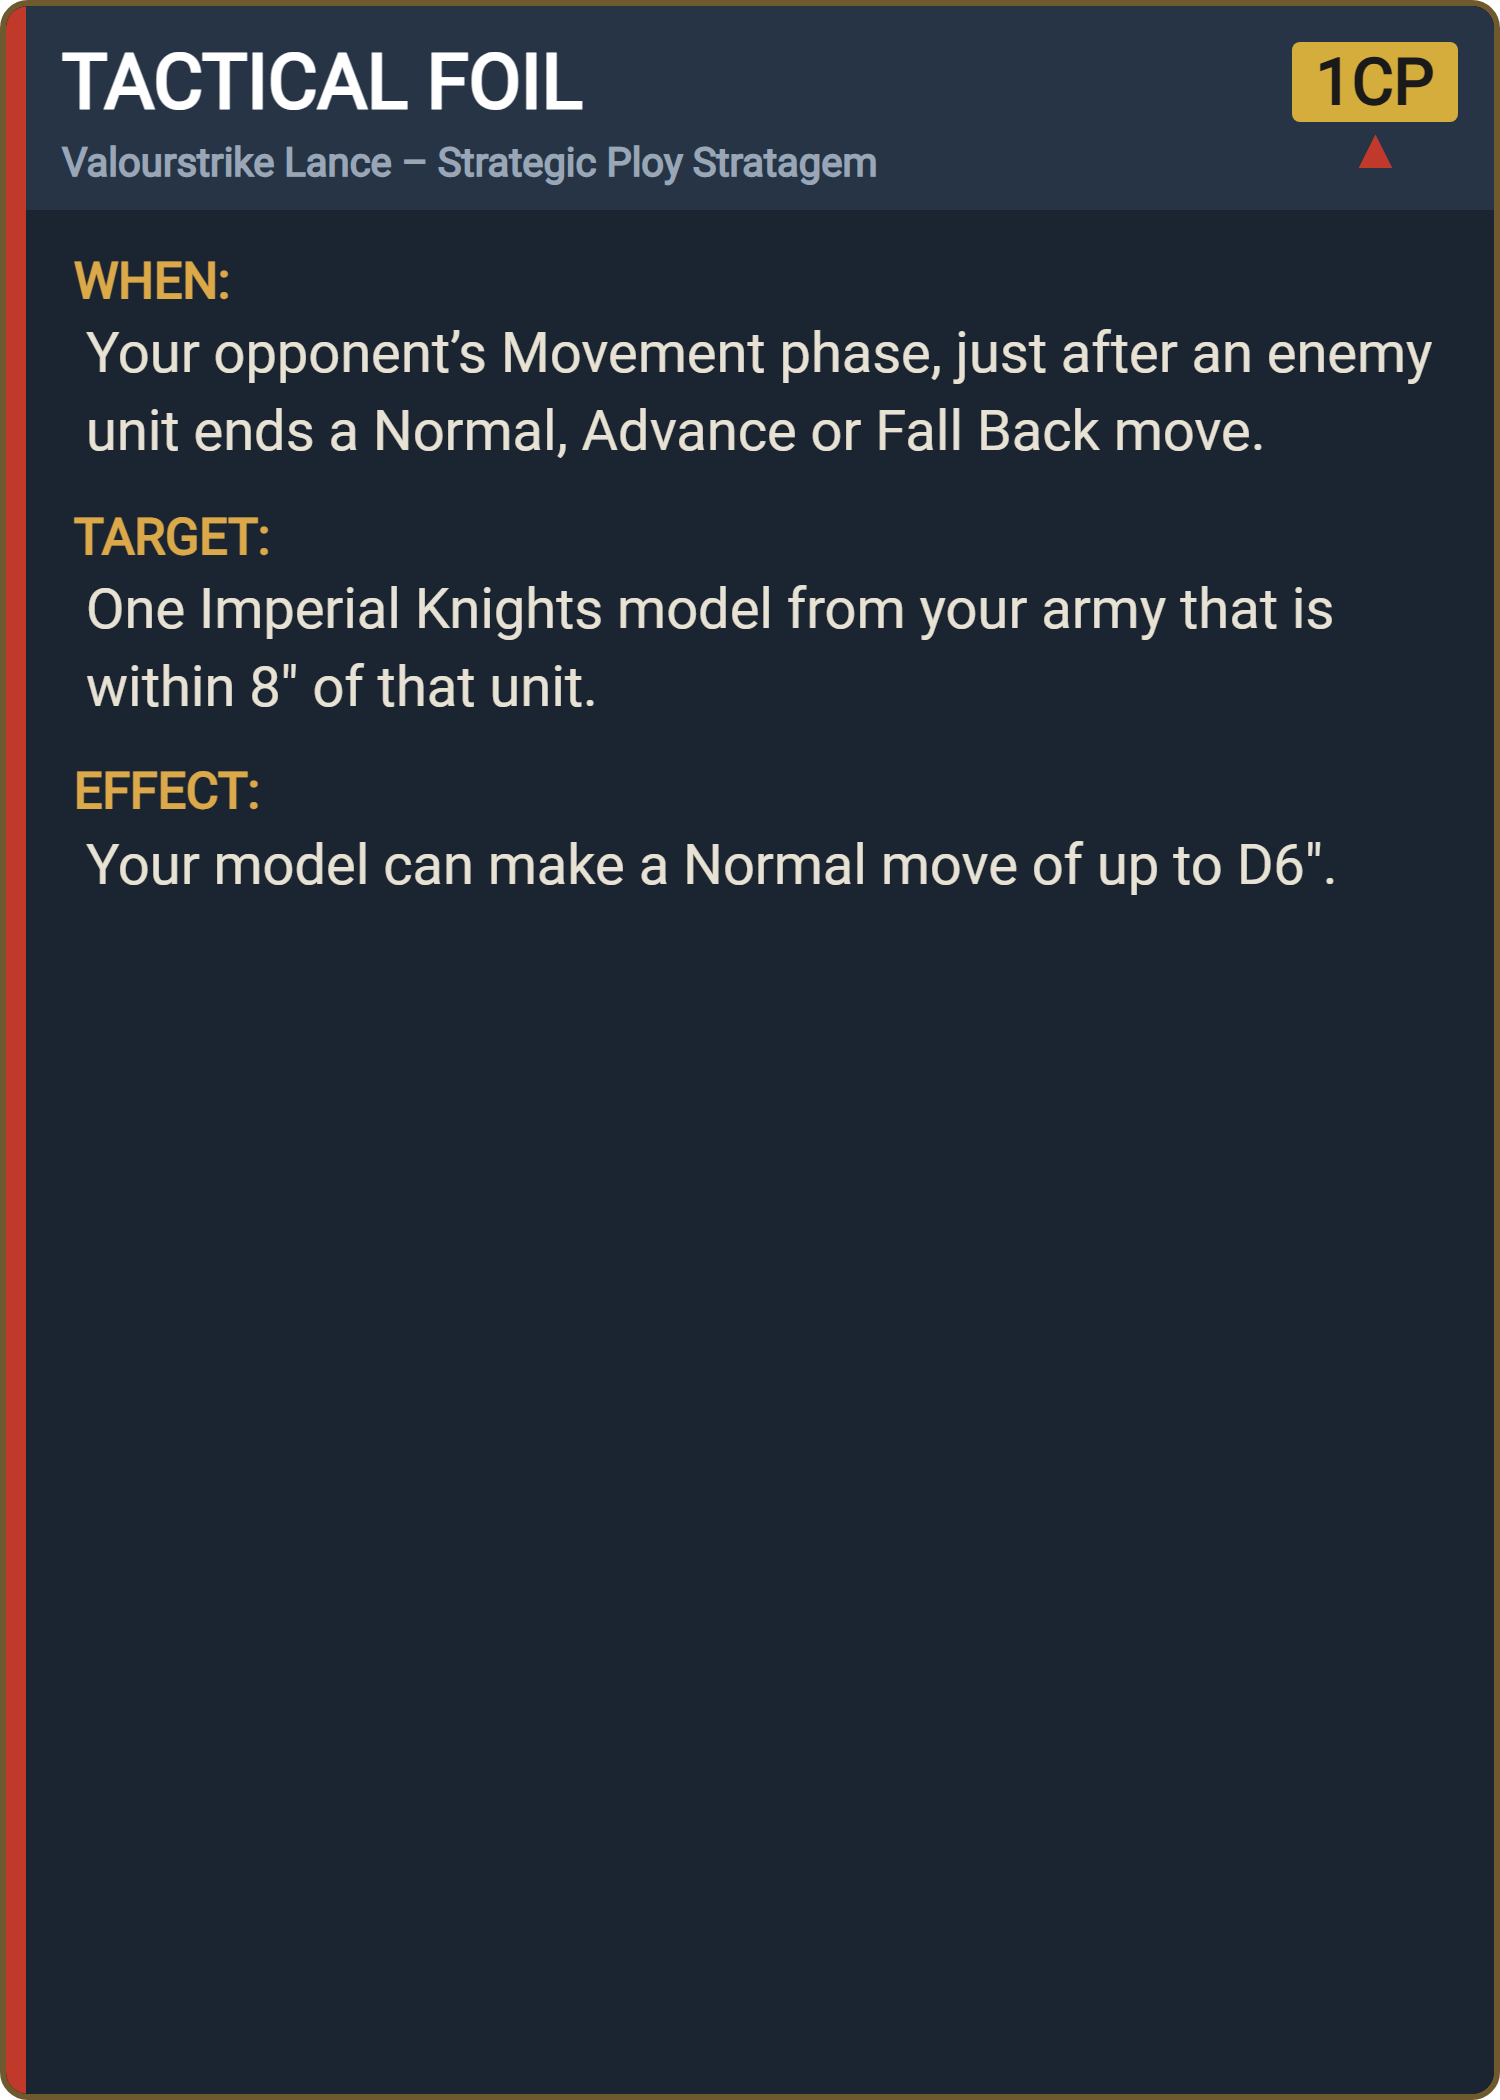 TACTICAL FOIL
1CP
Valourstrike Lance – Strategic Ploy Stratagem
WHEN:
Your opponent’s Movement phase, just after an enemy
unit ends a Normal, Advance or Fall Back move.
TARGET:
One Imperial Knights model from your army that is
within 8" of that unit.
EFFECT:
Your model can make a Normal move of up to D6".